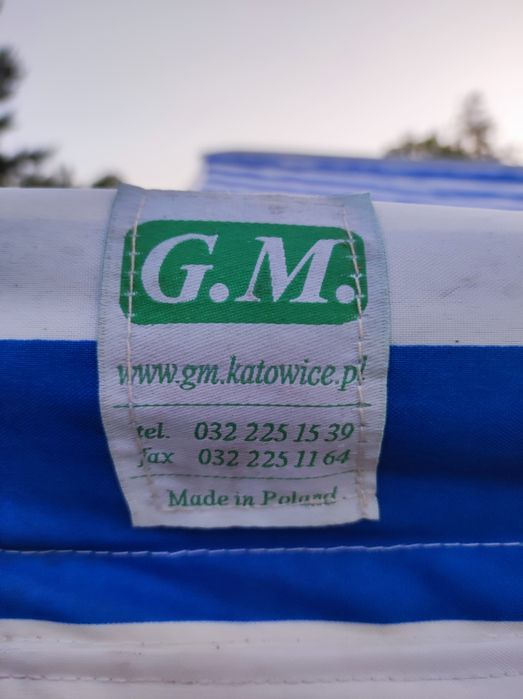 G.M.
www.gm.katowice.pl
tel. 032 225 15 39
fax 032 225 11 64
Made in Poland